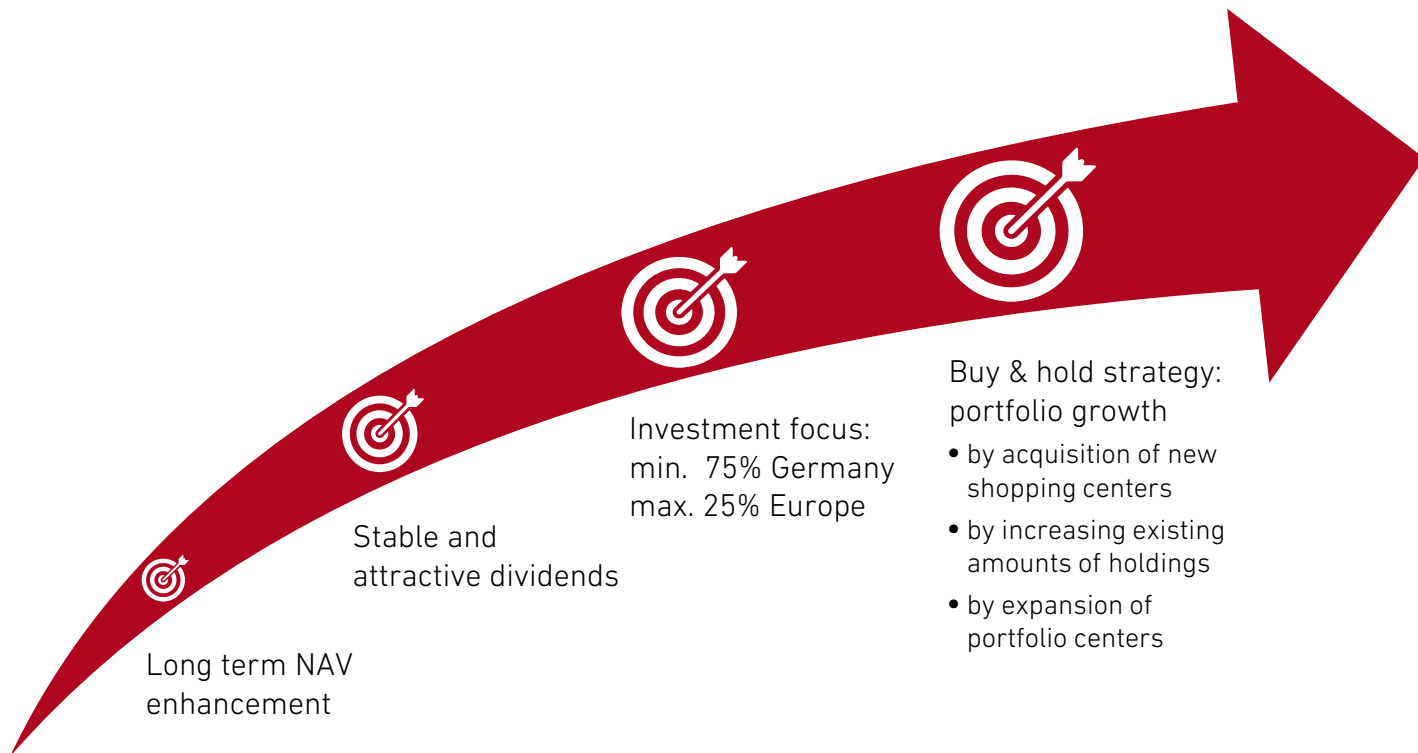 Long term NAV
enhancement
Stable and
attractive dividends
Investment focus:
min. 75% Germany
max. 25% Europe
Buy & hold strategy:
portfolio growth
• by acquisition of new
shopping centers
• by increasing existing
amounts of holdings
• by expansion of
portfolio centers